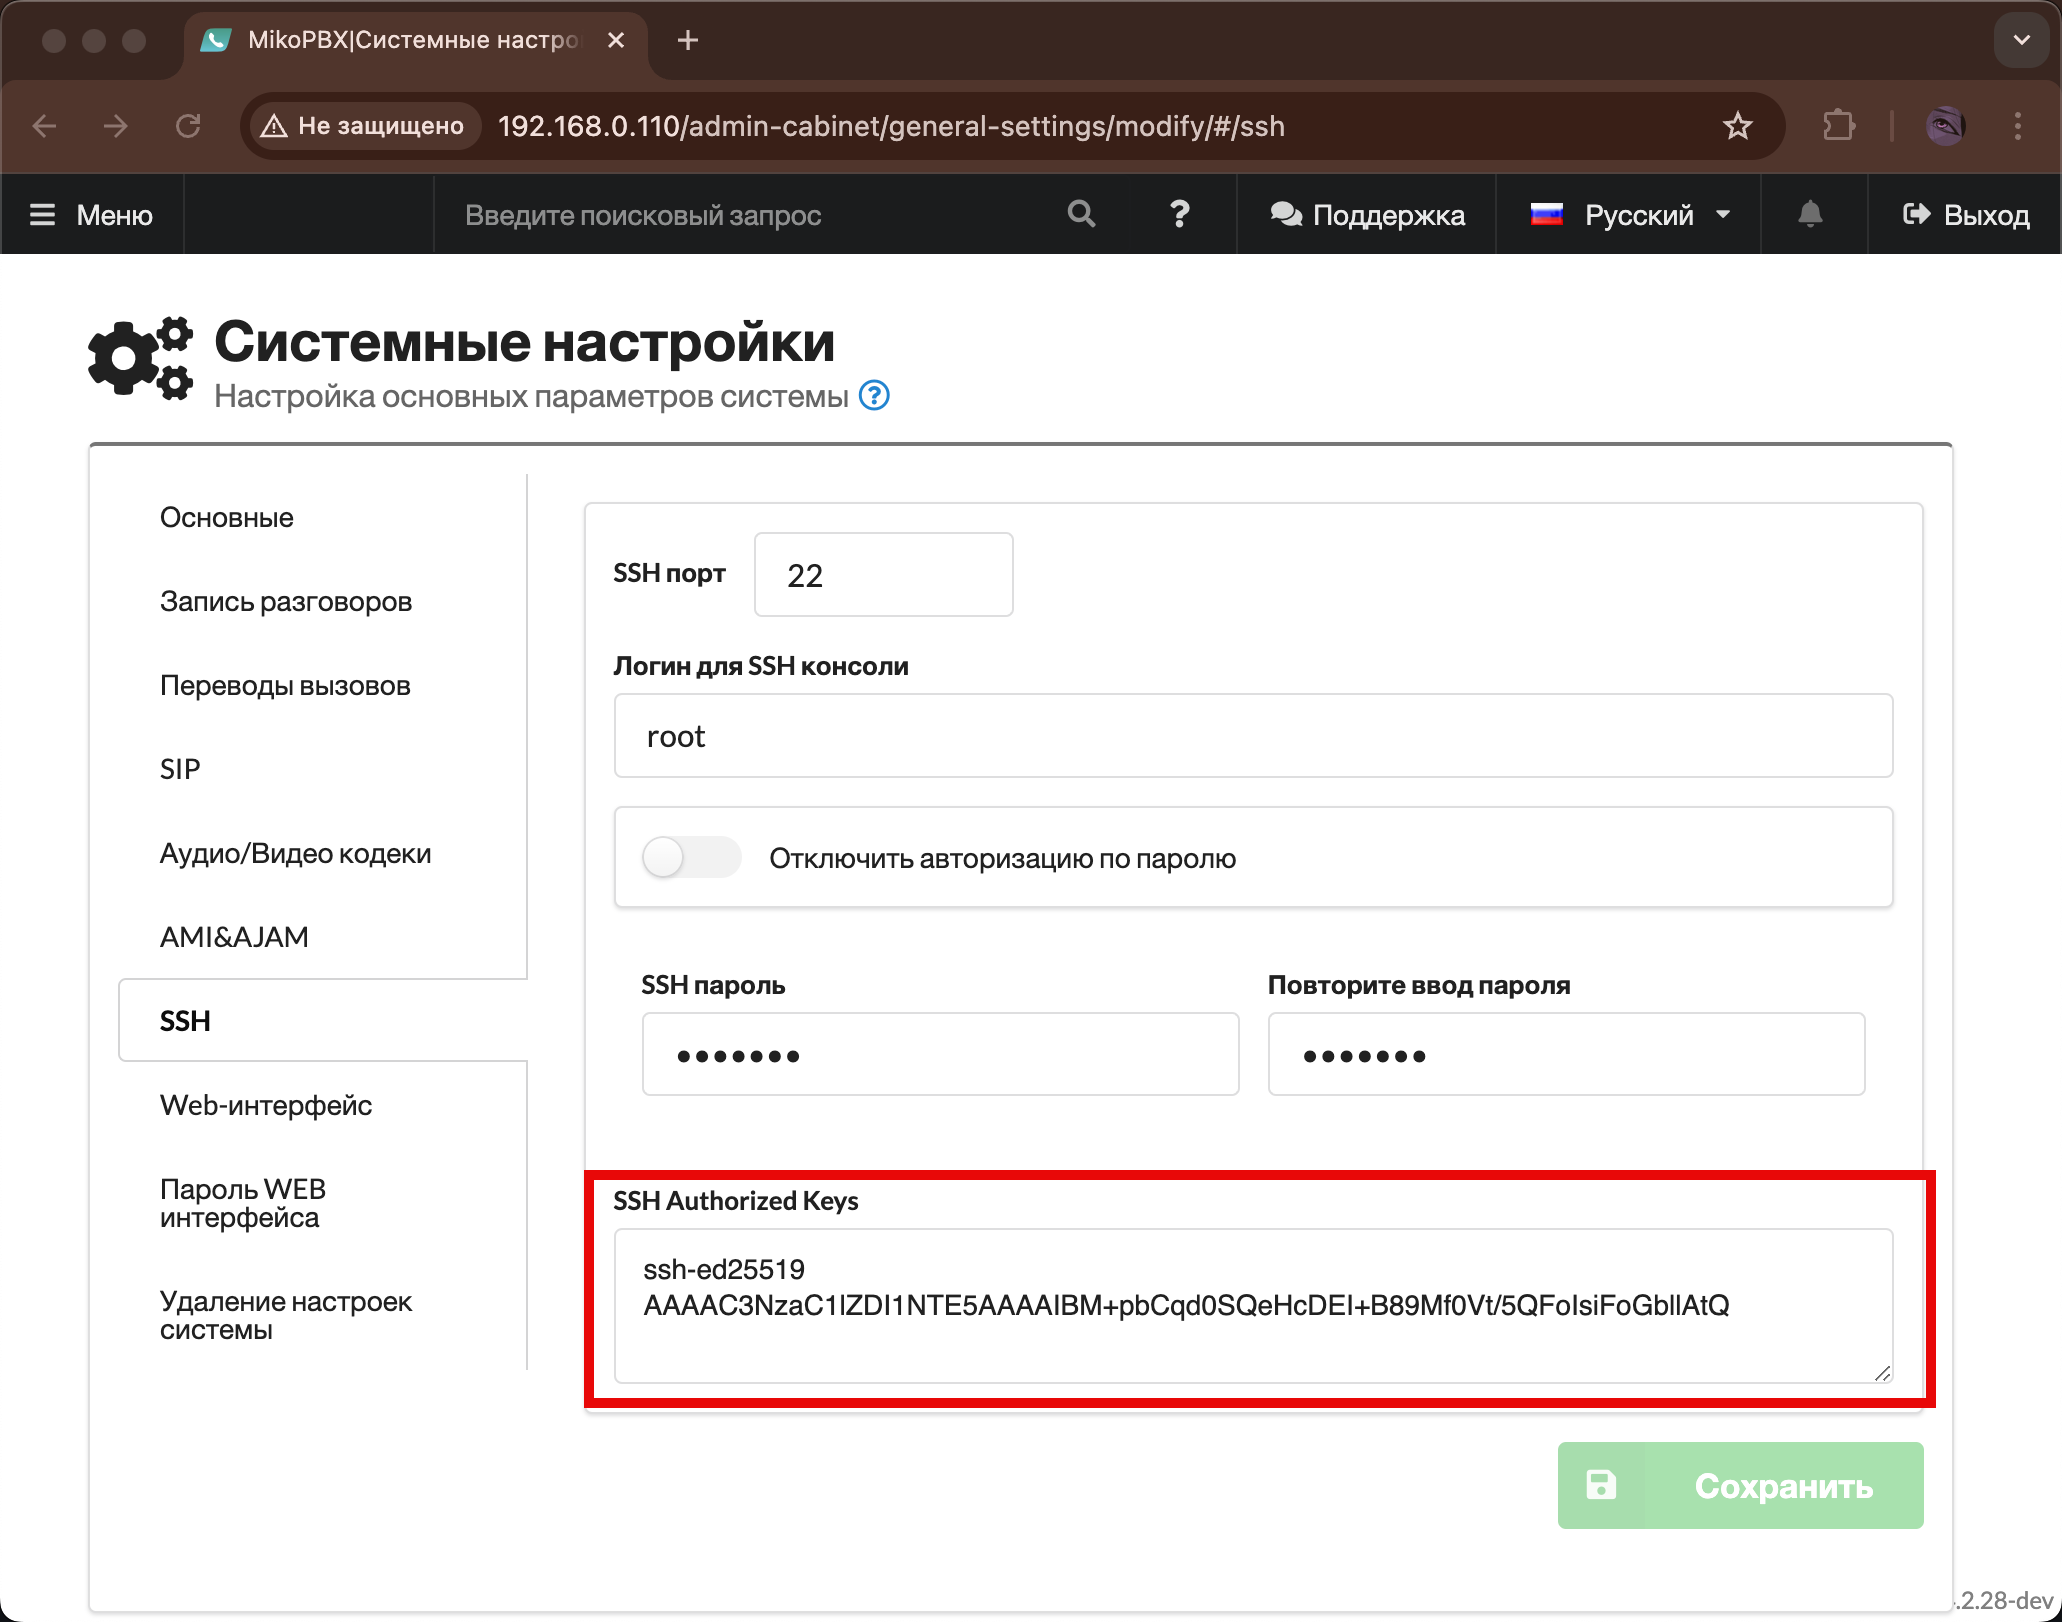 MikoPBX|Системные настро
Не защищено
192.168.0.110/admin-cabinet/general-settings/modify/#/ssh
Меню
Введите поисковый запрос
?
Поддержка
Русский
Выход
Системные настройки
Настройка основных параметров системы
Основные
Запись разговоров
Переводы вызовов
SIP
Аудио/Видео кодеки
AMI&AJAM
SSH
Web-интерфейс
Пароль WEB
интерфейса
Удаление настроек
системы
SSH порт
22
Логин для SSH консоли
root
Отключить авторизацию по паролю
SSH пароль
•••••••
Повторите ввод пароля
•••••••
SSH Authorized Keys
ssh-ed25519
AAAAC3NzaC1lZDI1NTE5AAAAIBM+pbCqd0SQeHcDEI+B89Mf0Vt/5QFoIsiFoGbIlAtQ
Сохранить
.2.28-dev